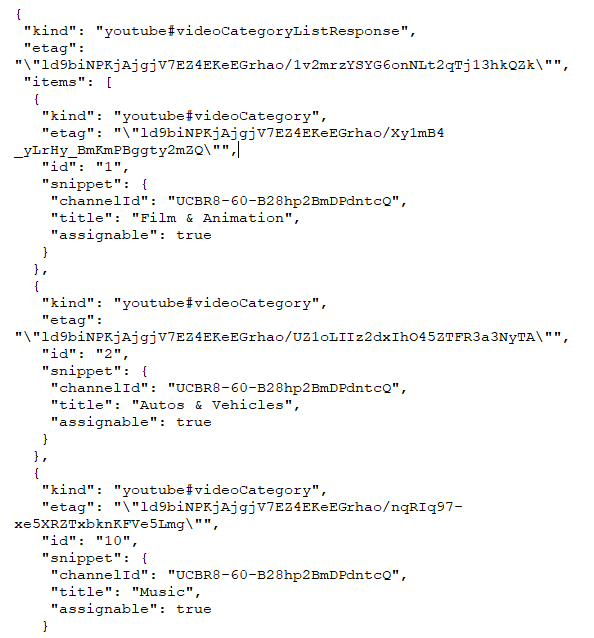 {
"kind": "youtube#videoCategoryListResponse",
"etag":
"\"ld9biNPKjAjgjV7EZ4EKeEGrhao/1v2mrzYSYG6onNLt2qTj13hkQZk\"",
"items": [
{
"kind": "youtube#videoCategory",
"etag": "\"ld9biNPKjAjgjV7EZ4EKeEGrhao/Xy1mB4
_yLrHy_BmKmPBggty2mZQ\"",
"id": "1",
"snippet": {
"channelId": "UCBR8-60-B28hp2BmDPdntcQ",
"title": "Film & Animation",
"assignable": true
}
},
{
"kind": "youtube#videoCategory",
"etag":
"\"ld9biNPKjAjgjV7EZ4EKeEGrhao/UZ1oLIIz2dxIhO45ZTFR3a3NyTA\"",
"id": "2",
"snippet": {
"channelId": "UCBR8-60-B28hp2BmDPdntcQ",
"title": "Autos & Vehicles",
"assignable": true
}
},
{
"kind": "youtube#videoCategory",
"etag": "\"ld9biNPKjAjgjV7EZ4EKeEGrhao/nqRIq97-
xe5XRZTxbknKFVe5Lmg\"",
"id": "10",
"snippet": {
"channelId": "UCBR8-60-B28hp2BmDPdntcQ",
"title": "Music",
"assignable": true
}